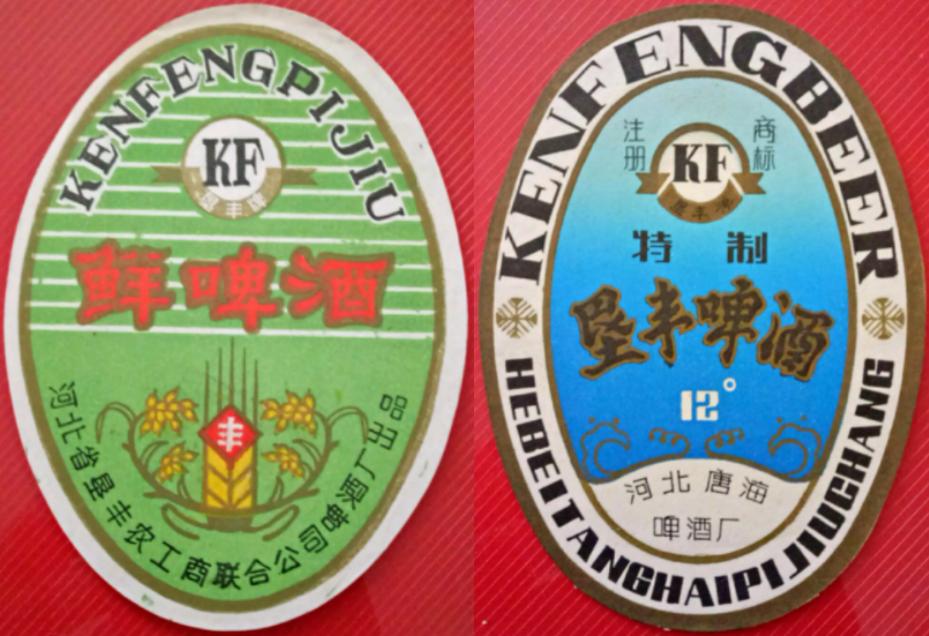 KENFENGPIJIU
KF
垦丰牌
鲜啤酒
丰
河北省垦丰农工商联合公司啤酒厂出品
KENFENGBEER
注册
商标
KF
垦丰牌
特制
垦丰啤酒
12°
河北唐海
啤酒厂
HEBEITANGHAIPIJIUCHANG